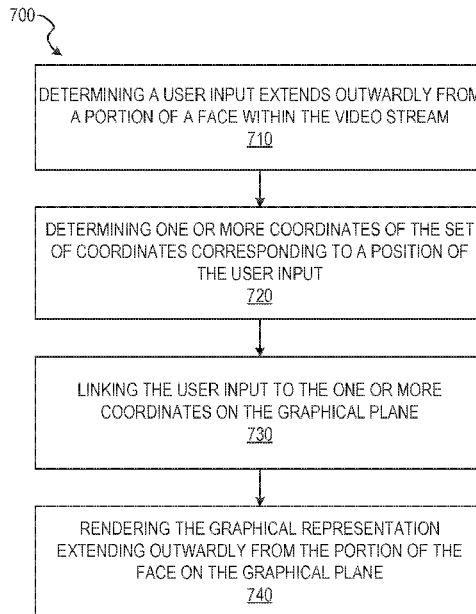 700
DETERMINING A USER INPUT EXTENDS OUTWARDLY FROM
A PORTION OF A FACE WITHIN THE VIDEO STREAM
710
DETERMINING ONE OR MORE COORDINATES OF THE SET
OF COORDINATES CORRESPONDING TO A POSITION OF
THE USER INPUT
720
LINKING THE USER INPUT TO THE ONE OR MORE
COORDINATES ON THE GRAPHICAL PLANE
730
RENDERING THE GRAPHICAL REPRESENTATION
EXTENDING OUTWARDLY FROM THE PORTION OF THE
FACE ON THE GRAPHICAL PLANE
740